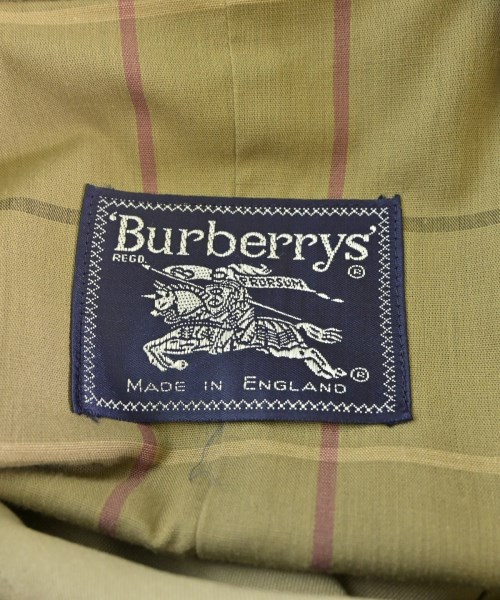 'Burberrys'
REGD.
®
PRORSUM
®
MADE IN ENGLAND